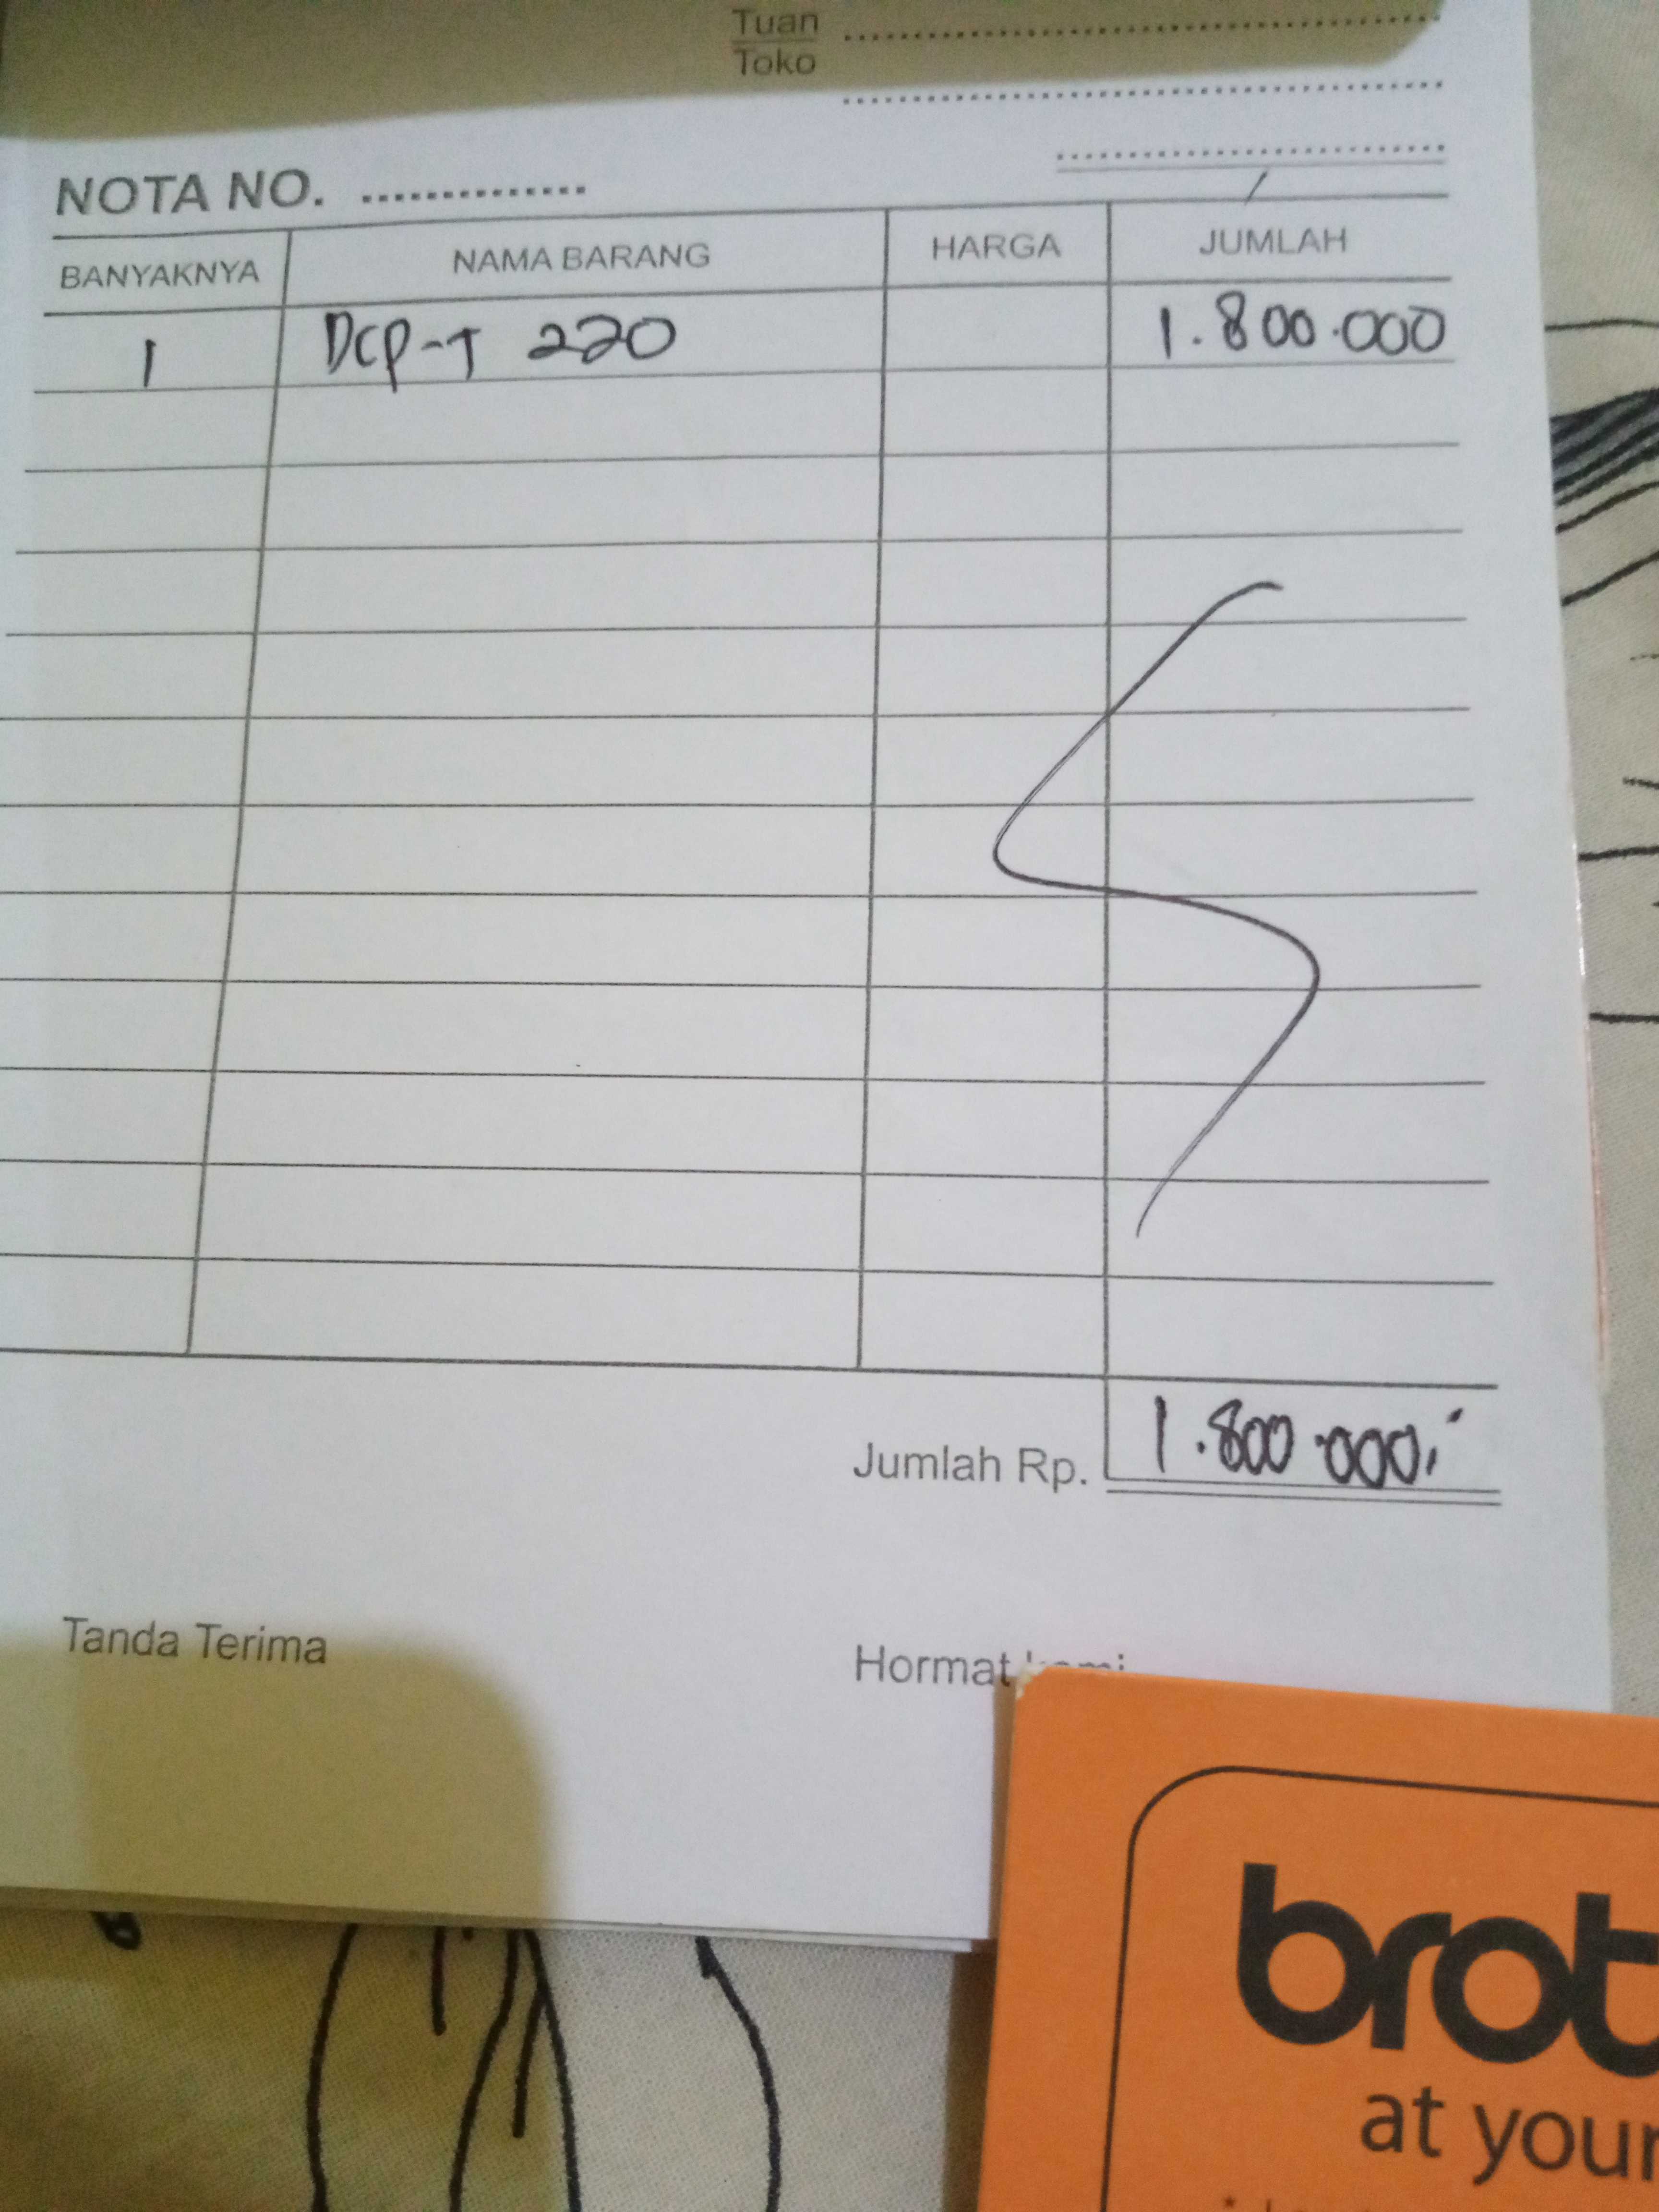 Tuan
Toko
NOTA NO. ..............
BANYAKNYA NAMA BARANG HARGA JUMLAH
1 DCP-T 220 1.800.000
Jumlah Rp. 1.800.000,-
Tanda Terima Hormat
brot
at your